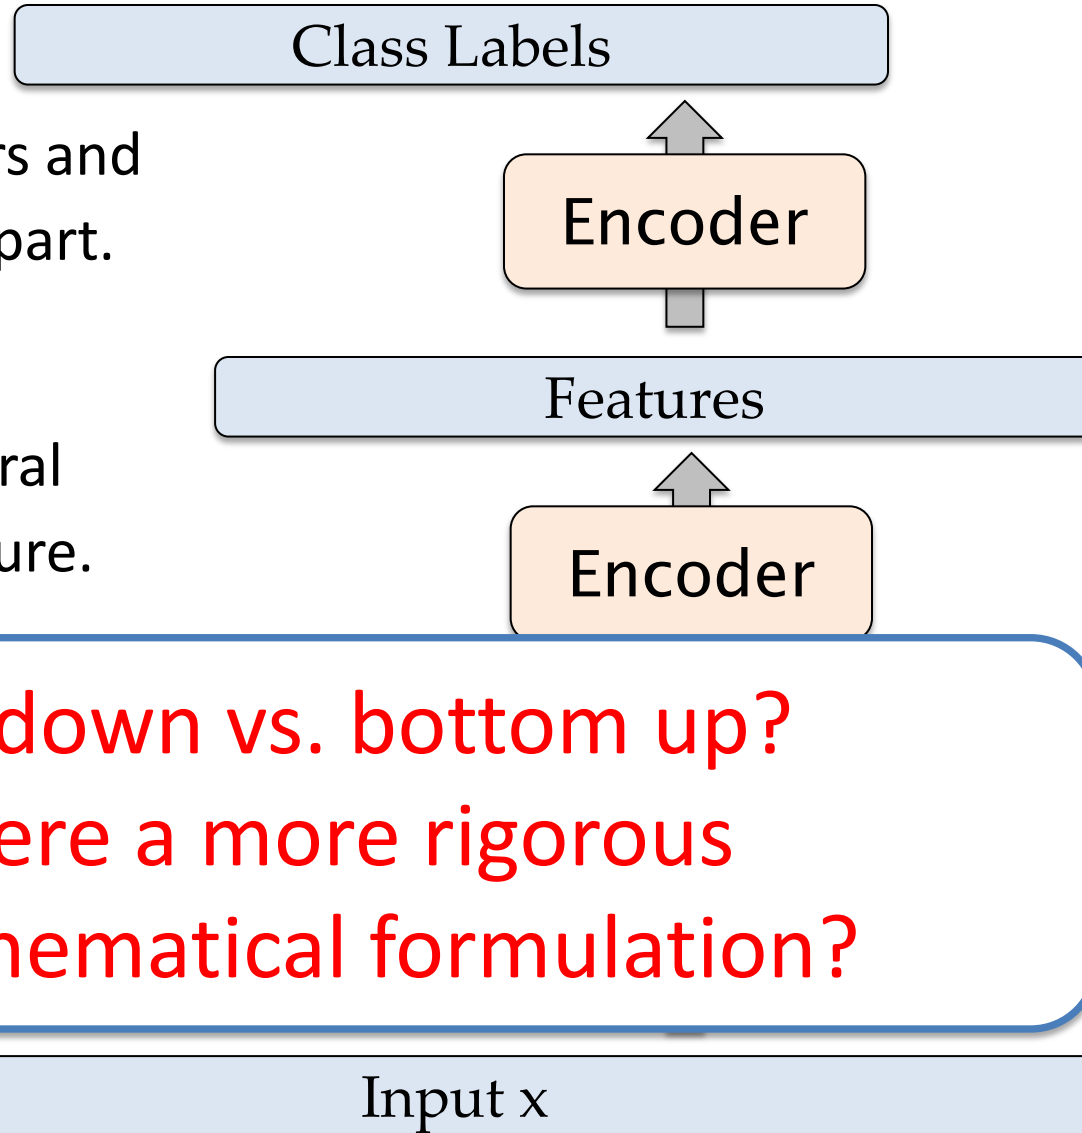 Class Labels
rs and
part.
Encoder
Features
ral
ure.
Encoder
down vs. bottom up?
ere a more rigorous
hematical formulation?
Input x